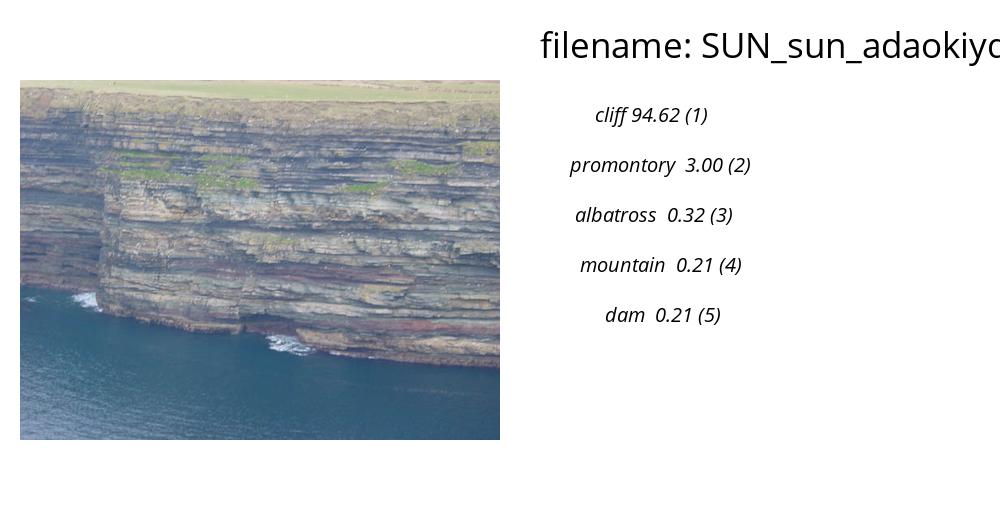 filename: SUN_sun_adaokiyd
cliff 94.62 (1)
promontory 3.00 (2)
albatross 0.32 (3)
mountain 0.21 (4)
dam 0.21 (5)